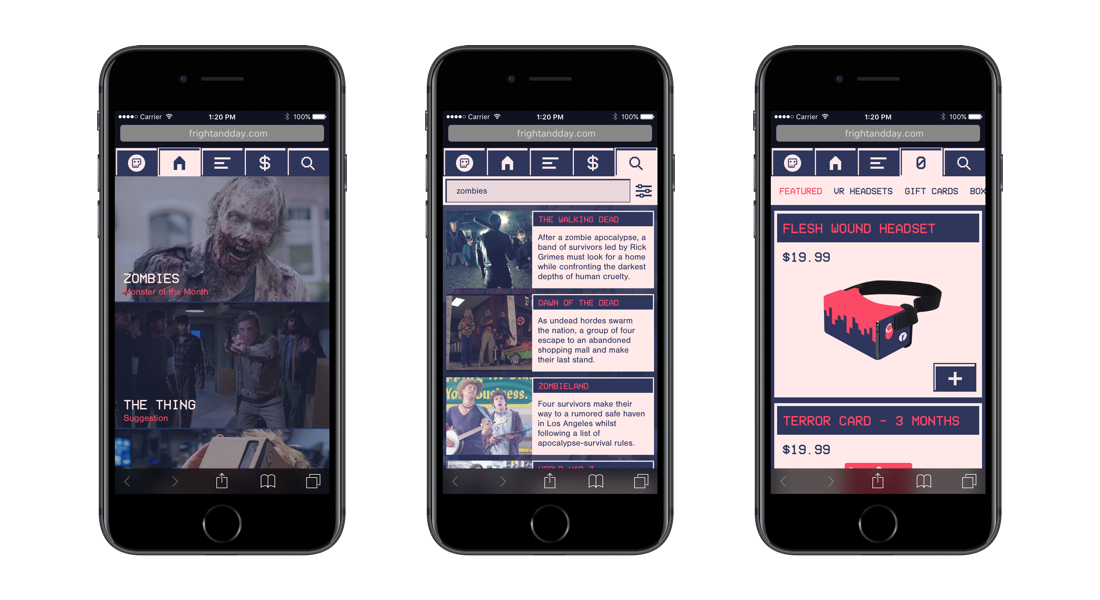 Carrier
1:20 PM
100%
frightandday.com
ZOMBIES
Monster of the Month
THE THING
Suggestion
Carrier
1:20 PM
100%
frightandday.com
$
zombies
THE WALKING DEAD
After a zombie apocalypse, a
band of survivors led by Rick
Grimes must look for a home
while confronting the darkest
depths of human cruelty.
DAWN OF THE DEAD
As undead hordes swarm
the nation, a group of four
escape to an abandoned
shopping mall and make
their last stand.
ZOMBIELAND
Four survivors make their
way to a rumored safe haven
in Los Angeles whilst
following a list of
apocalypse-survival rules.
WORLD WAR Z
Carrier
1:20 PM
100%
frightandday.com
0
FEATURED VR HEADSETS GIFT CARDS BOX
FLESH WOUND HEADSET
$19.99
+
TERROR CARD - 3 MONTHS
$19.99